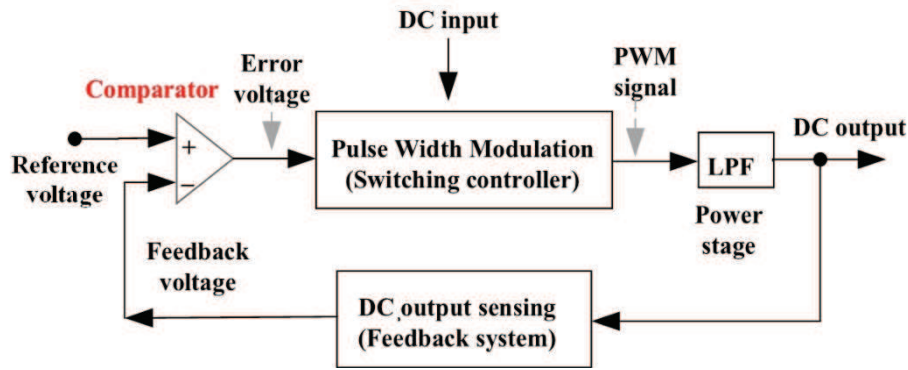 DC input
Error
voltage
PWM
signal
Comparator
DC output
+
Pulse Width Modulation
(Switching controller)
LPF
Reference
voltage
−
Power
stage
Feedback
voltage
DC output sensing
(Feedback system)